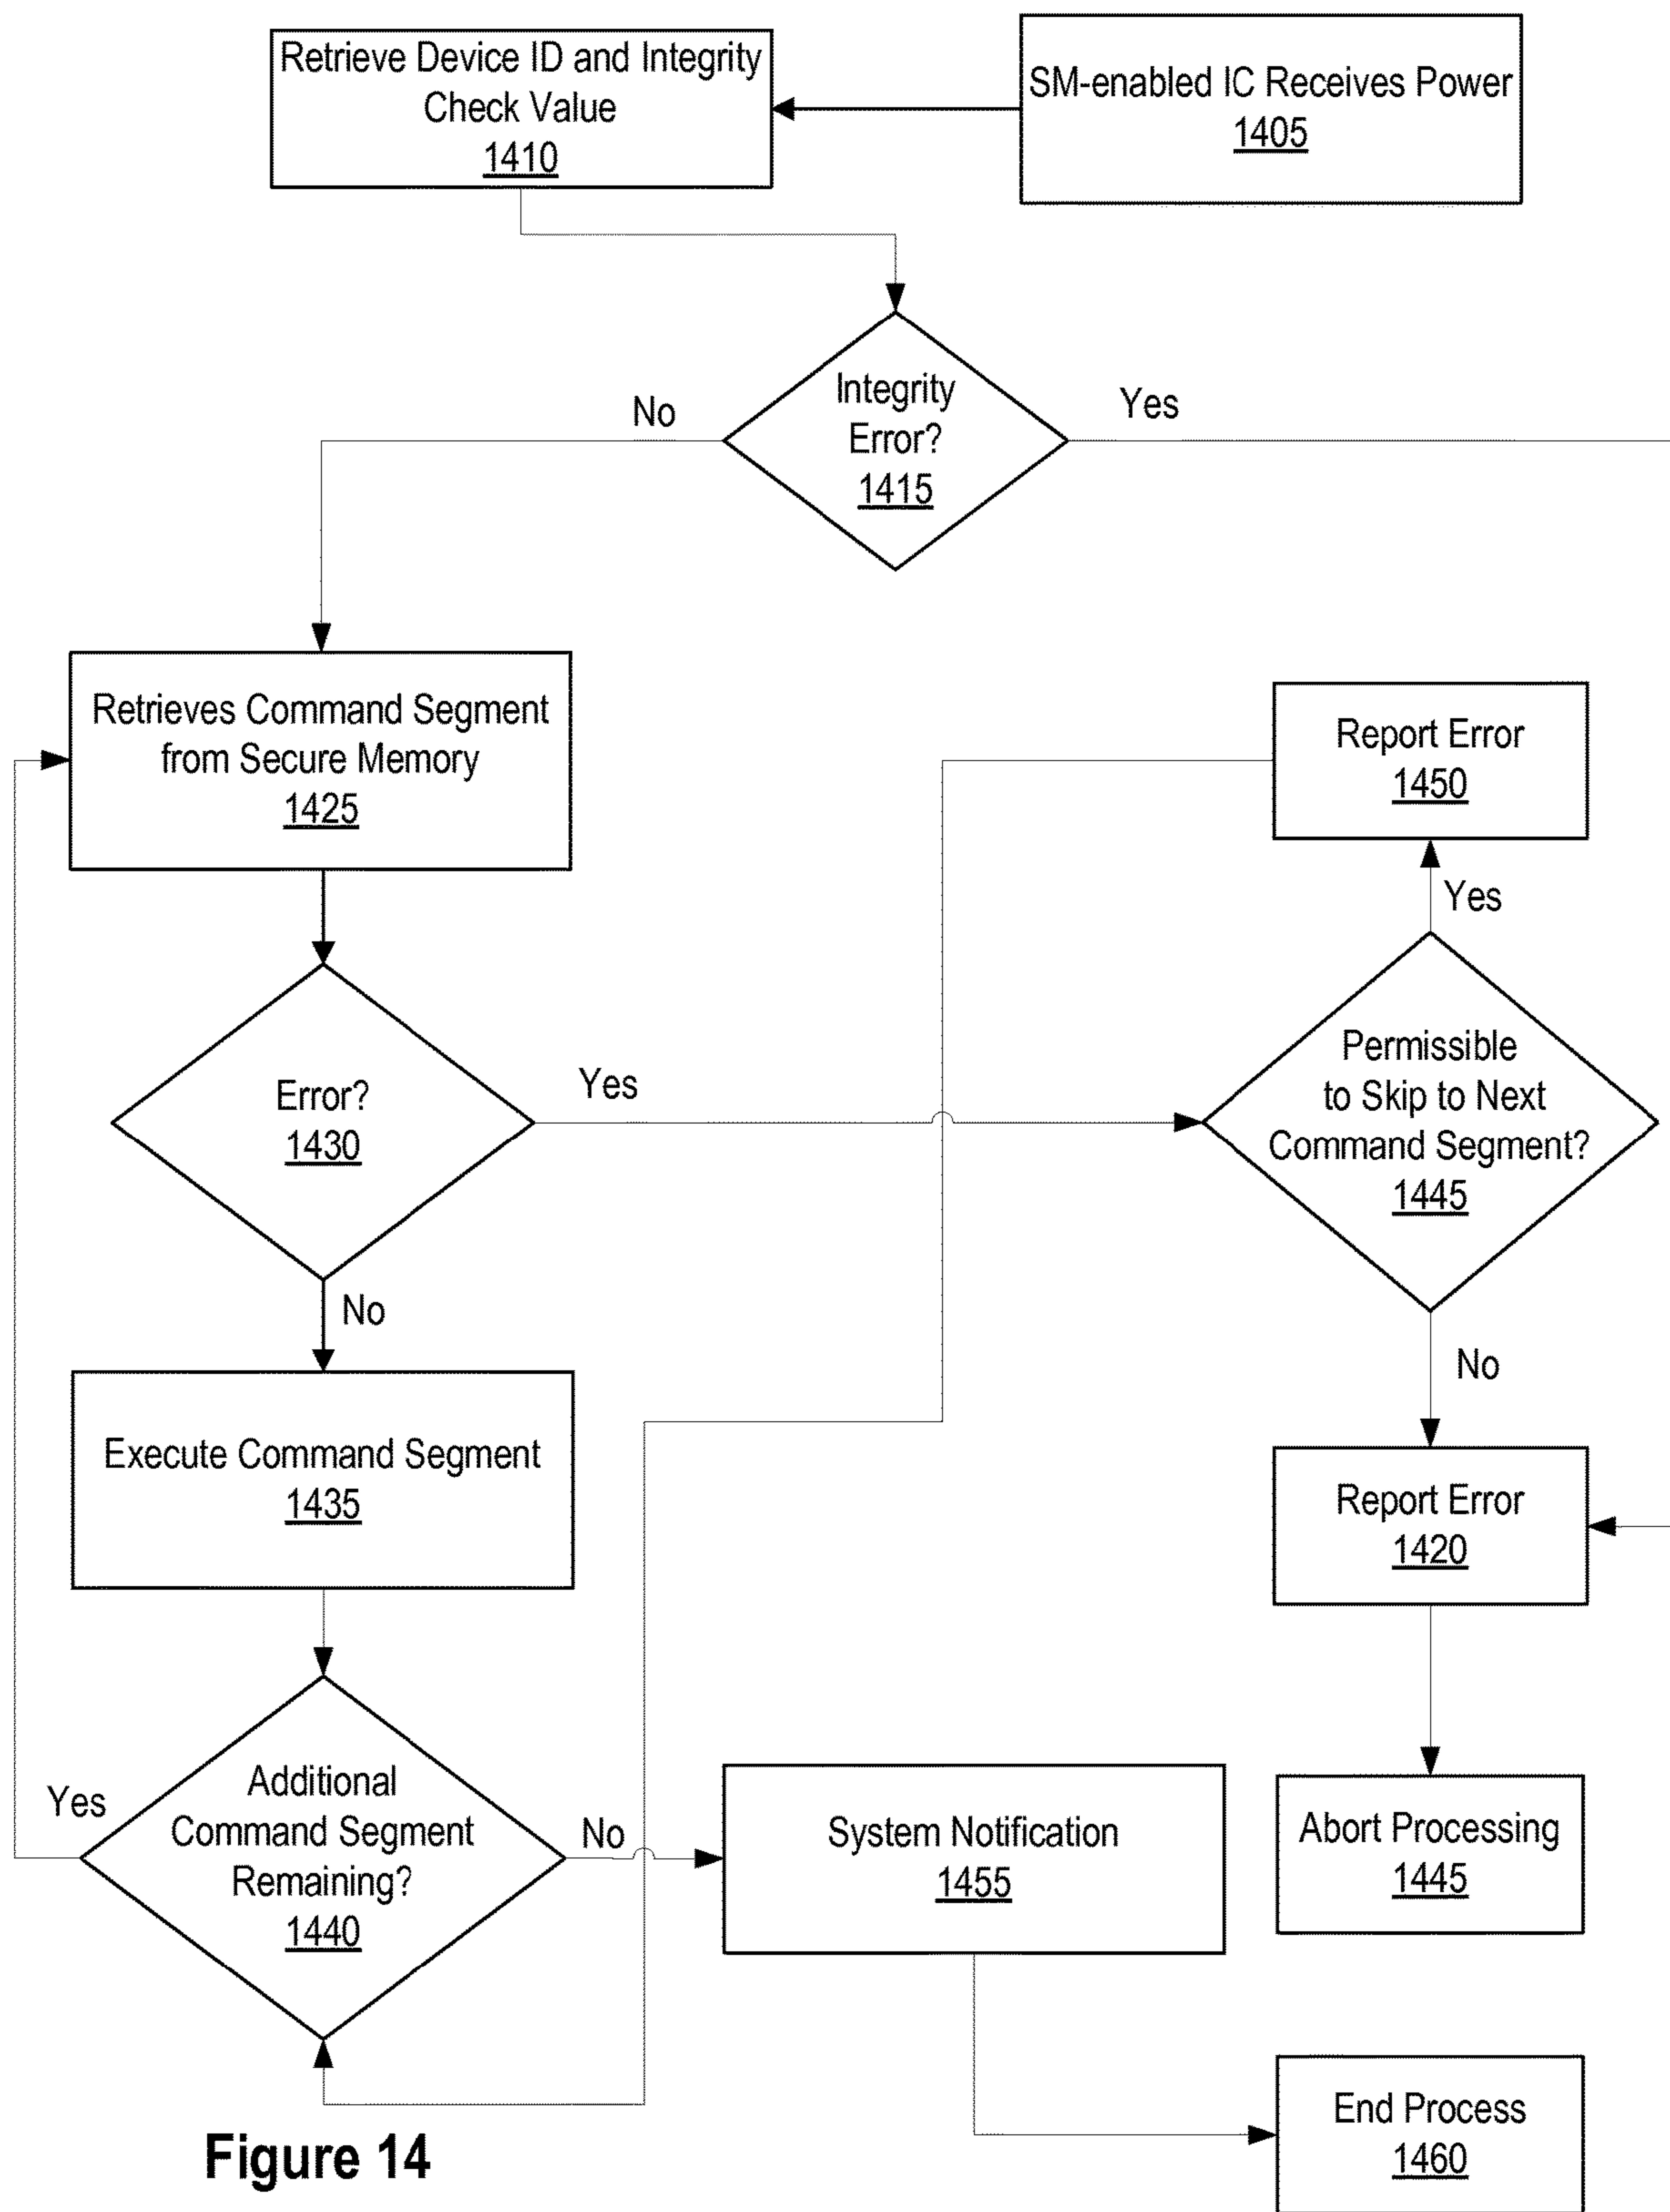 Retrieve Device ID and Integrity
Check Value
1410
SM-enabled IC Receives Power
1405
Integrity
Error?
1415
No
Yes
Retrieves Command Segment
from Secure Memory
1425
Report Error
1450
Yes
Error?
1430
Yes
Permissible
to Skip to Next
Command Segment?
1445
No
No
Execute Command Segment
1435
Report Error
1420
Additional
Command Segment
Remaining?
1440
Yes
No
System Notification
1455
Abort Processing
1445
End Process
1460
Figure 14